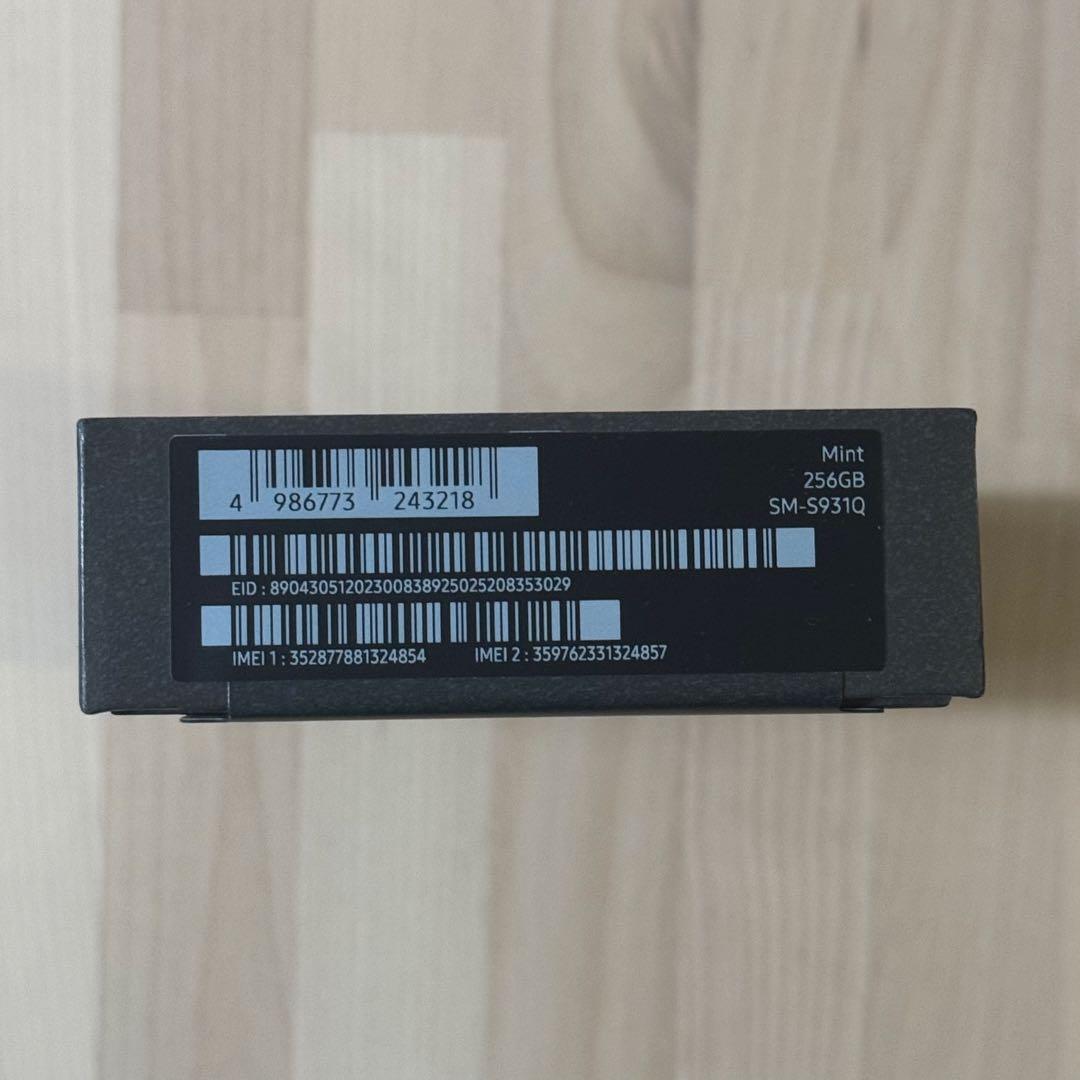 4 986773 243218
Mint
256GB
SM-S931Q
EID : 89043051202300838925025208353029
IMEI 1 : 352877881324854 IMEI 2 : 359762331324857